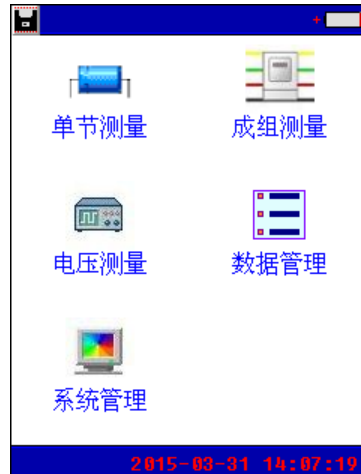 +
单节测量 成组测量
电压测量 数据管理
系统管理
2015-03-31 14:07:19